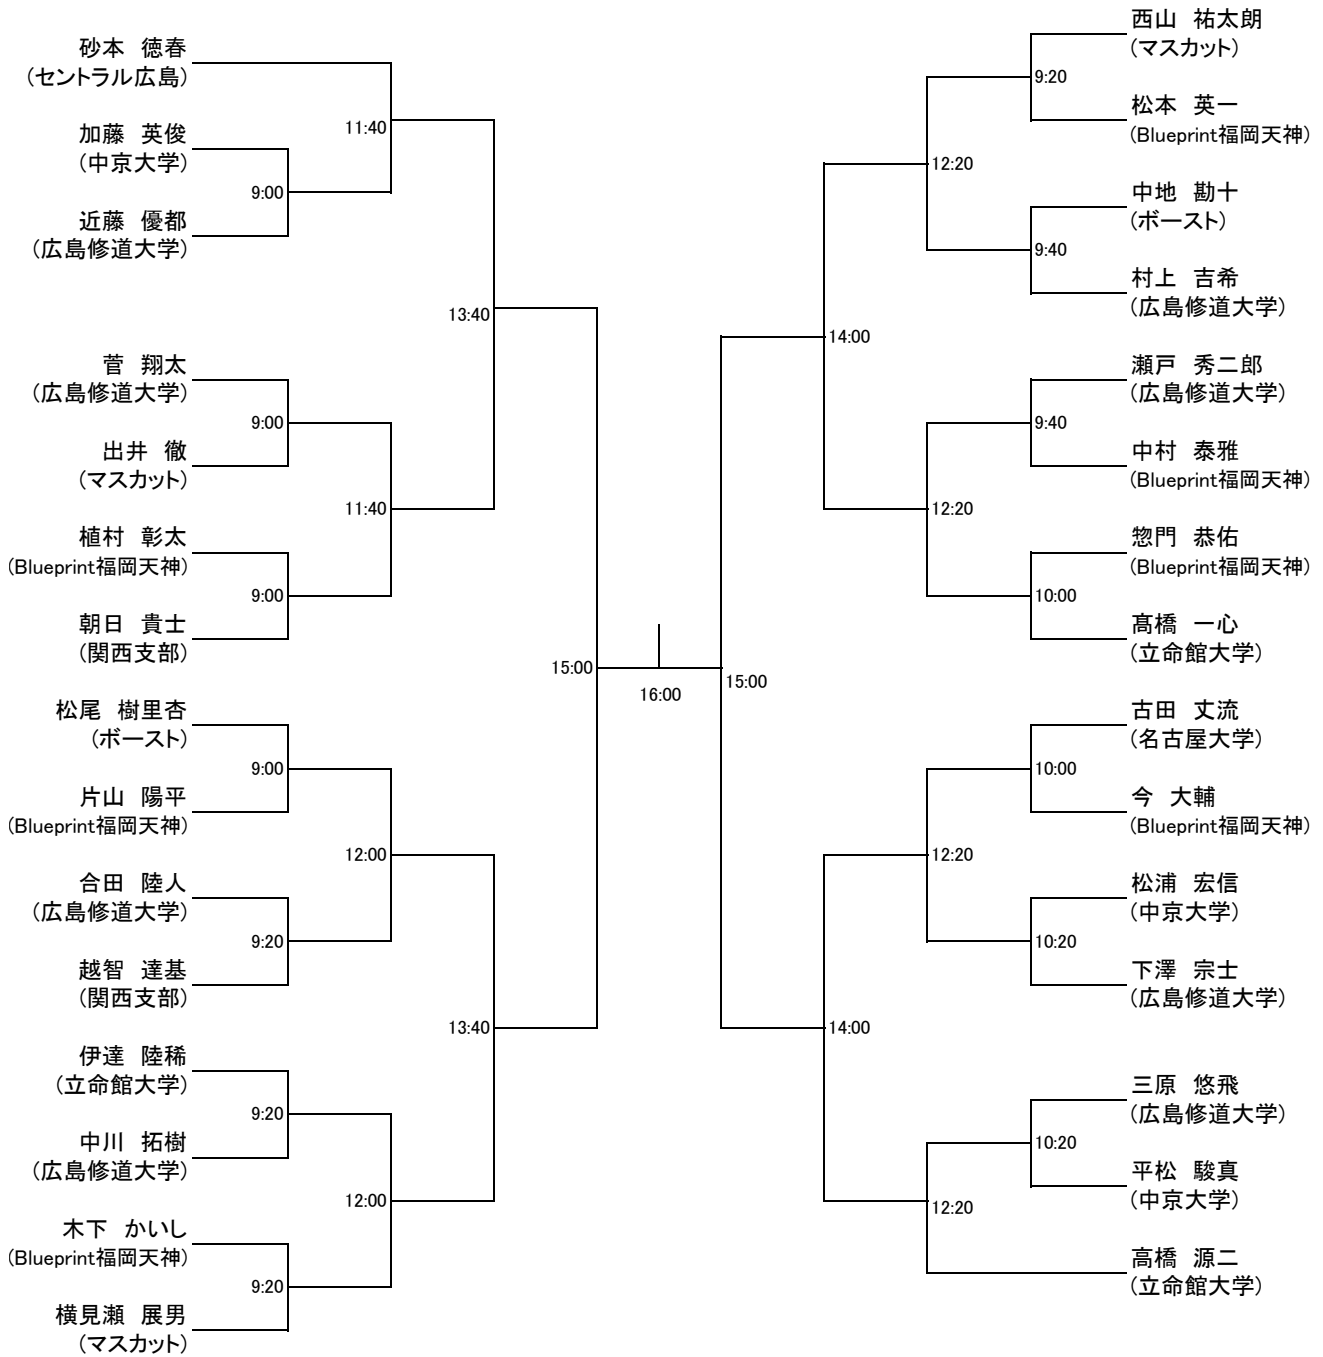 砂本　徳春
(セントラル広島)
11:40
加藤　英俊
(中京大学)
9:00
近藤　優都
(広島修道大学)
13:40
菅　翔太
(広島修道大学)
9:00
出井　徹
(マスカット)
11:40
植村　彰太
(Blueprint福岡天神)
9:00
朝日　貴士
(関西支部)
15:00
松尾　樹里杏
(ボースト)
9:00
片山　陽平
(Blueprint福岡天神)
12:00
合田　陸人
(広島修道大学)
9:20
越智　達基
(関西支部)
13:40
伊達　陸稀
(立命館大学)
9:20
中川　拓樹
(広島修道大学)
12:00
木下　かいし
(Blueprint福岡天神)
9:20
横見瀬　展男
(マスカット)
16:00
西山　祐太朗
(マスカット)
9:20
松本　英一
(Blueprint福岡天神)
12:20
中地　勘十
(ボースト)
9:40
村上　吉希
(広島修道大学)
14:00
瀬戸　秀二郎
(広島修道大学)
9:40
中村　泰雅
(Blueprint福岡天神)
12:20
惣門　恭佑
(Blueprint福岡天神)
10:00
髙橋　一心
(立命館大学)
15:00
古田　丈流
(名古屋大学)
10:00
今　大輔
(Blueprint福岡天神)
12:20
松浦　宏信
(中京大学)
10:20
下澤　宗士
(広島修道大学)
14:00
三原　悠飛
(広島修道大学)
10:20
平松　駿真
(中京大学)
12:20
高橋　源二
(立命館大学)